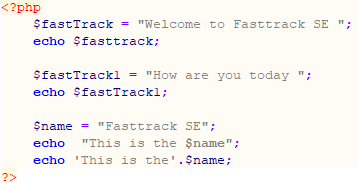 <?php
$fastTrack = "Welcome to Fasttrack SE ";
echo $fasttrack;
$fastTrack1 = "How are you today ";
echo $fastTrack1;
$name = "Fasttrack SE";
echo  "This is the $name";
echo 'This is the'.$name;
?>